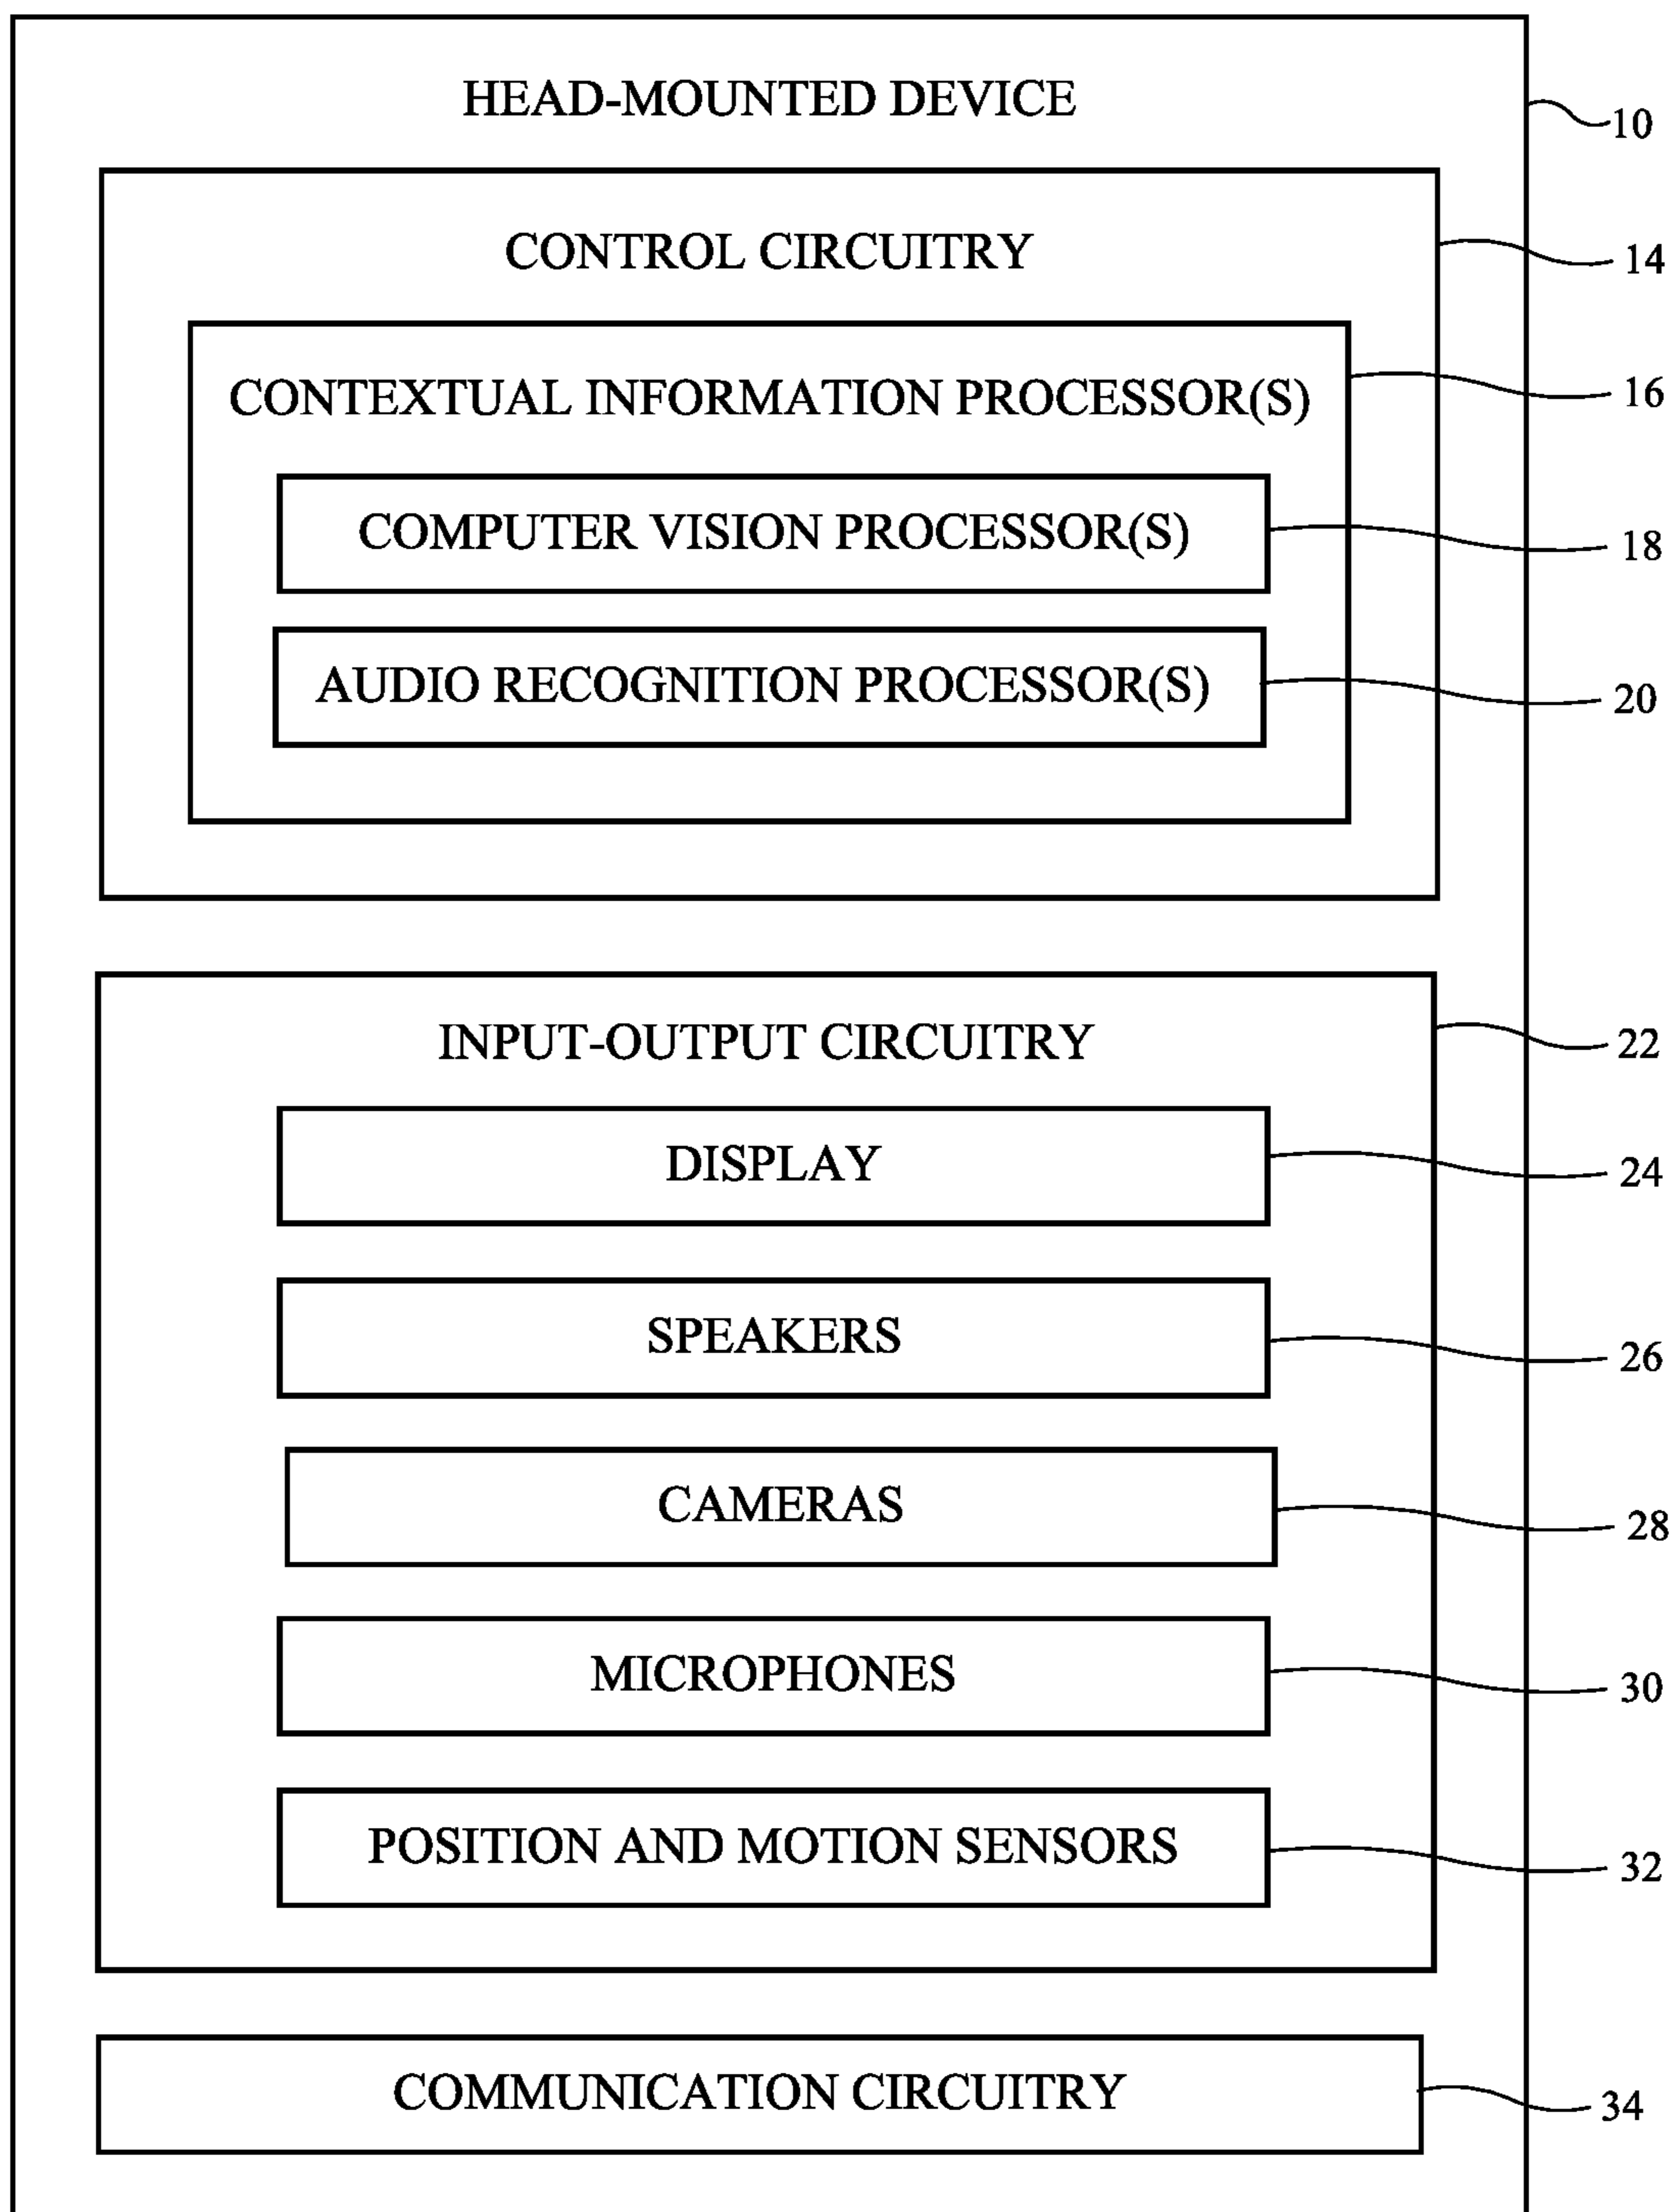 HEAD-MOUNTED DEVICE
10
CONTROL CIRCUITRY
14
CONTEXTUAL INFORMATION PROCESSOR(S)
16
COMPUTER VISION PROCESSOR(S)
18
AUDIO RECOGNITION PROCESSOR(S)
20
INPUT-OUTPUT CIRCUITRY
22
DISPLAY
24
SPEAKERS
26
CAMERAS
28
MICROPHONES
30
POSITION AND MOTION SENSORS
32
COMMUNICATION CIRCUITRY
34